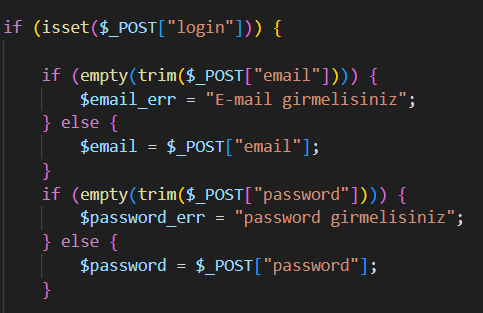 if (isset($_POST["login"])) {
if (empty(trim($_POST["email"]))) {
$email_err = "E-mail girmelisiniz";
} else {
$email = $_POST["email"];
}
if (empty(trim($_POST["password"]))) {
$password_err = "password girmelisiniz";
} else {
$password = $_POST["password"];
}